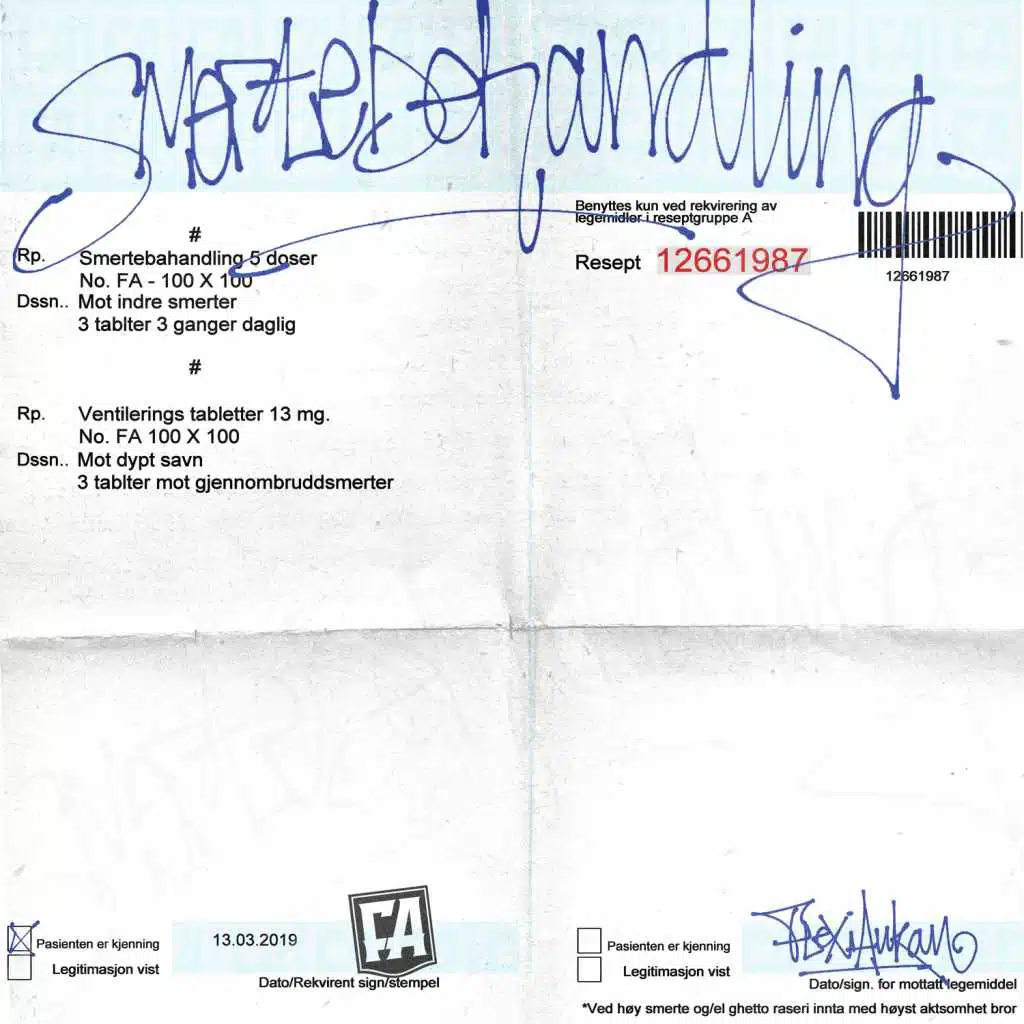 Smertebehandling
Benyttes kun ved rekvirering av
legemidler i reseptgruppe A
Resept 12661987
12661987
#
Rp. Smertebahandling 5 doser
No. FA - 100 X 100
Dssn.. Mot indre smerter
3 tablter 3 ganger daglig
#
Rp. Ventilerings tabletter 13 mg.
No. FA 100 X 100
Dssn.. Mot dypt savn
3 tablter mot gjennombruddsmerter
Pasienten er kjenning
Legitimasjon vist
13.03.2019
FA
Dato/Rekvirent sign/stempel
Pasienten er kjenning
Legitimasjon vist
Flexi Aukan
Dato/sign. for mottatt legemiddel
*Ved høy smerte og/el ghetto raseri innta med høyst aktsomhet bror